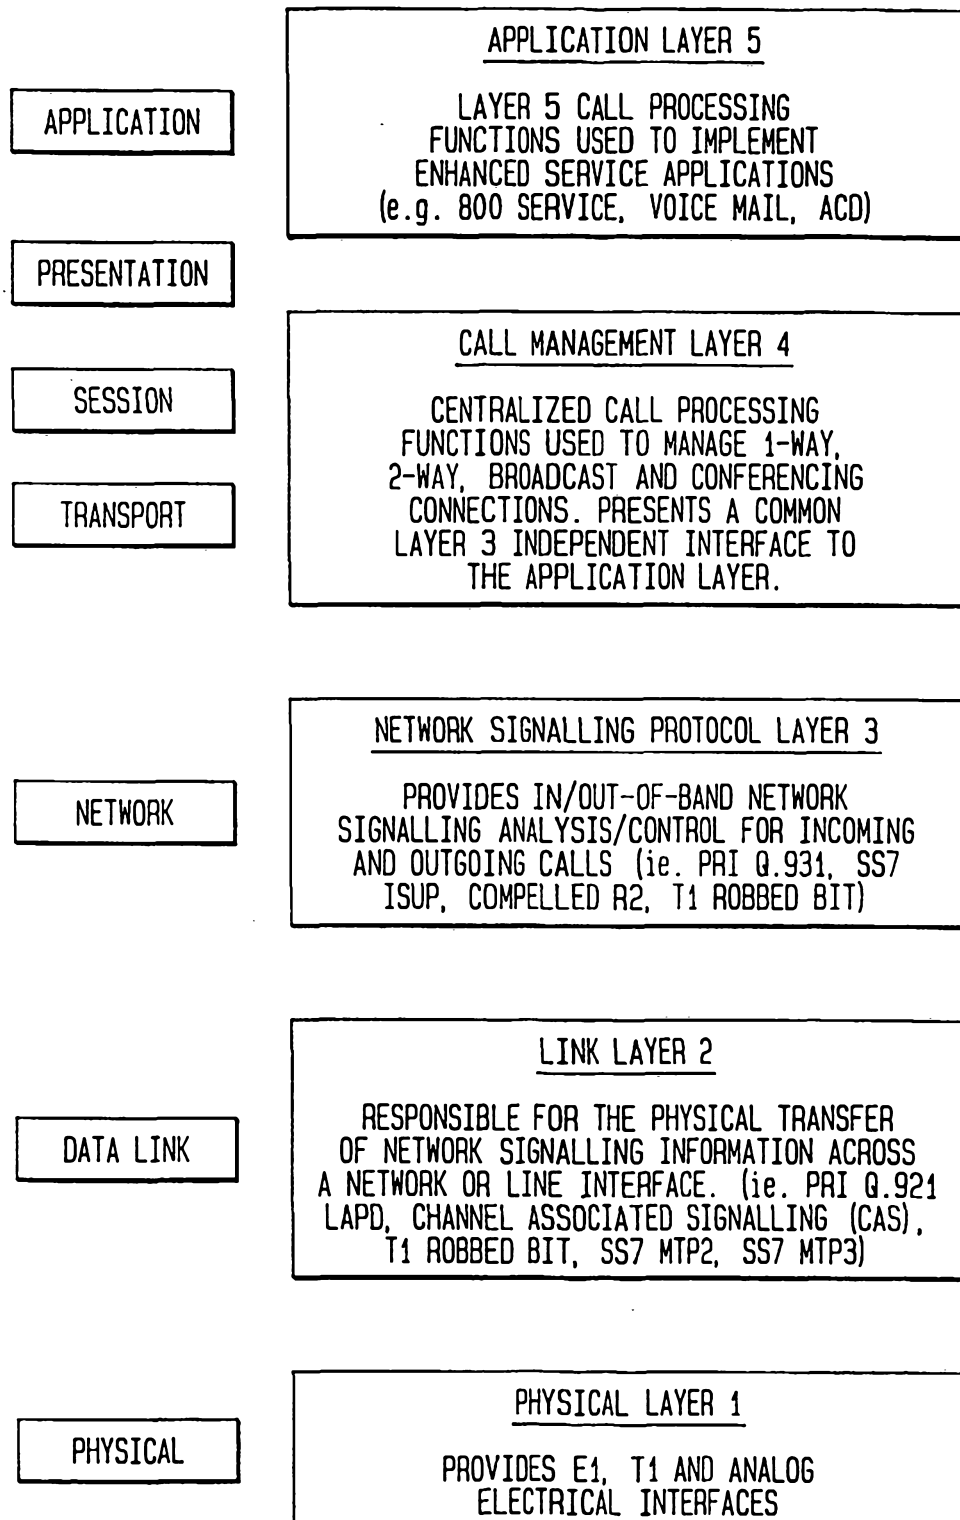 APPLICATION
PRESENTATION
SESSION
TRANSPORT
NETWORK
DATA LINK
PHYSICAL
APPLICATION LAYER 5
LAYER 5 CALL PROCESSING
FUNCTIONS USED TO IMPLEMENT
ENHANCED SERVICE APPLICATIONS
(e.g. 800 SERVICE, VOICE MAIL, ACD)
CALL MANAGEMENT LAYER 4
CENTRALIZED CALL PROCESSING
FUNCTIONS USED TO MANAGE 1-WAY,
2-WAY, BROADCAST AND CONFERENCING
CONNECTIONS. PRESENTS A COMMON
LAYER 3 INDEPENDENT INTERFACE TO
THE APPLICATION LAYER.
NETWORK SIGNALLING PROTOCOL LAYER 3
PROVIDES IN/OUT-OF-BAND NETWORK
SIGNALLING ANALYSIS/CONTROL FOR INCOMING
AND OUTGOING CALLS (ie. PRI Q.931, SS7
ISUP, COMPELLED R2, T1 ROBBED BIT)
LINK LAYER 2
RESPONSIBLE FOR THE PHYSICAL TRANSFER
OF NETWORK SIGNALLING INFORMATION ACROSS
A NETWORK OR LINE INTERFACE. (ie. PRI Q.921
LAPD, CHANNEL ASSOCIATED SIGNALLING (CAS),
T1 ROBBED BIT, SS7 MTP2, SS7 MTP3)
PHYSICAL LAYER 1
PROVIDES E1, T1 AND ANALOG
ELECTRICAL INTERFACES